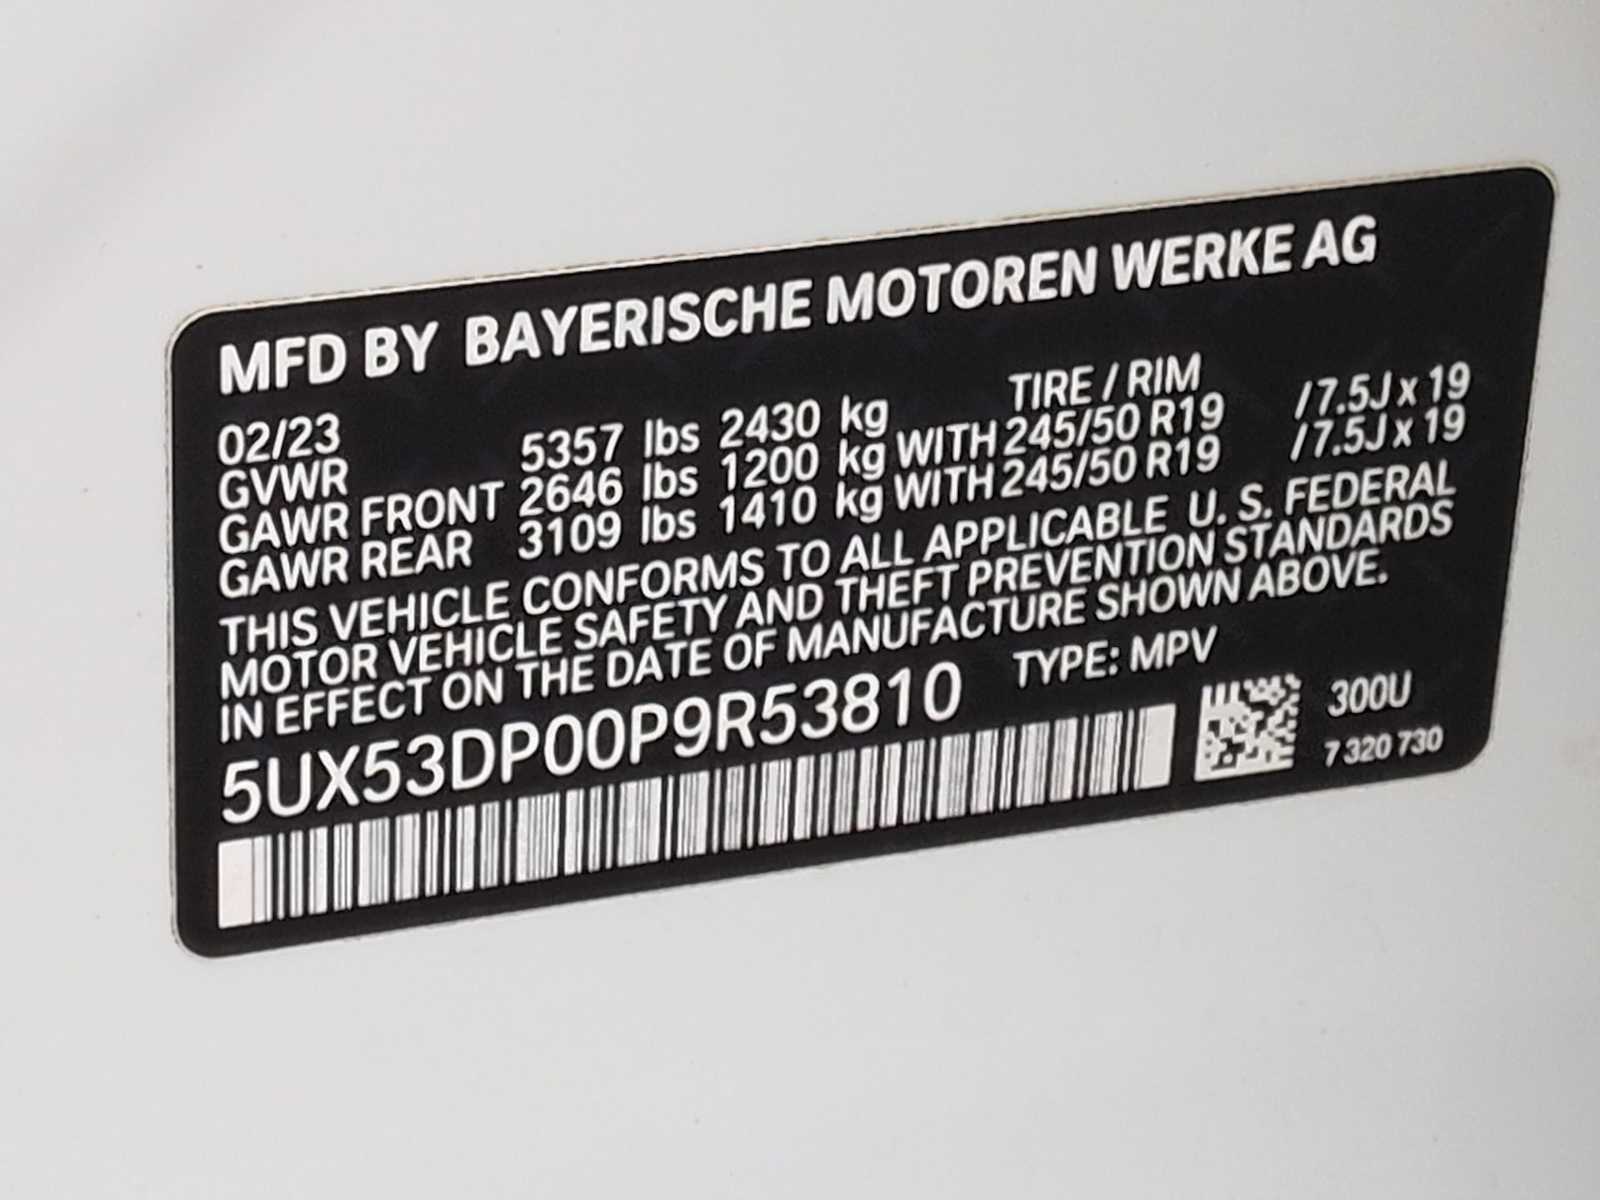 MFD BY BAYERISCHE MOTOREN WERKE AG
02/23 TIRE / RIM
GVWR 5357 lbs 2430 kg
GAWR FRONT 2646 lbs 1200 kg WITH 245/50 R19 /7.5J x 19
GAWR REAR 3109 lbs 1410 kg WITH 245/50 R19 /7.5J x 19
THIS VEHICLE CONFORMS TO ALL APPLICABLE U. S. FEDERAL
MOTOR VEHICLE SAFETY AND THEFT PREVENTION STANDARDS
IN EFFECT ON THE DATE OF MANUFACTURE SHOWN ABOVE.
5UX53DP00P9R53810 TYPE: MPV
300U
7 320 730